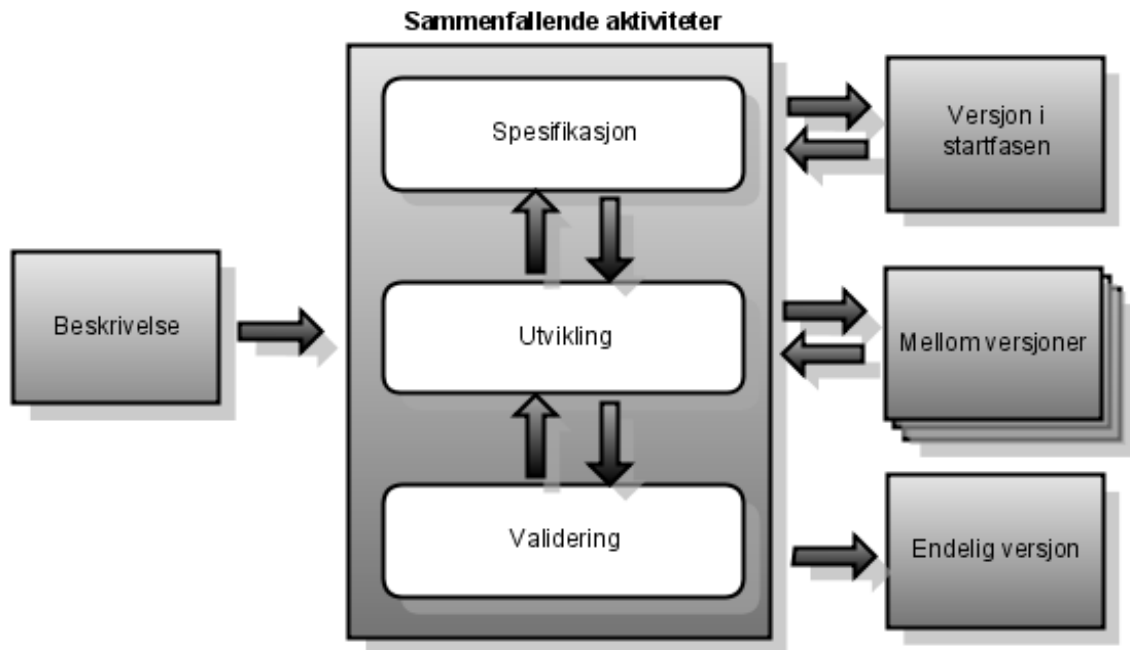 Sammenfallende aktiviteter
Spesifikasjon
Versjon i
startfasen
Beskrivelse
Utvikling
Mellom versjoner
Validering
Endelig versjon